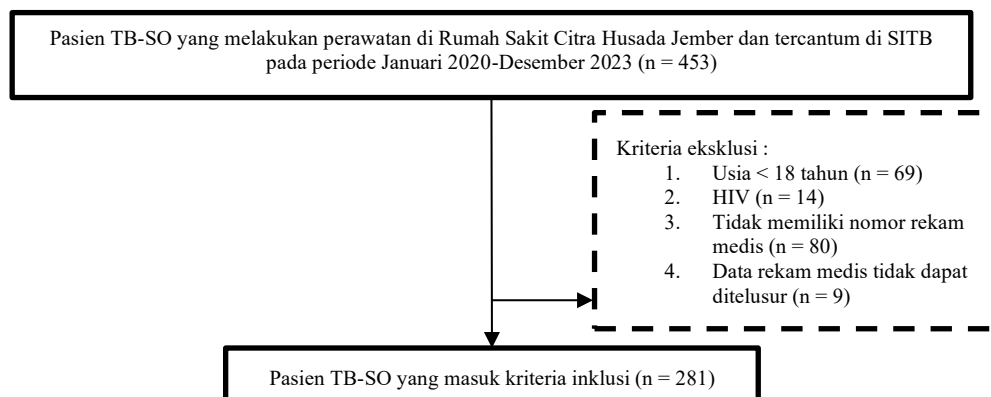 Pasien TB-SO yang melakukan perawatan di Rumah Sakit Citra Husada Jember dan tercantum di SITB
pada periode Januari 2020-Desember 2023 (n = 453)
Kriteria eksklusi :
1. Usia < 18 tahun (n = 69)
2. HIV (n = 14)
3. Tidak memiliki nomor rekam
medis (n = 80)
4. Data rekam medis tidak dapat
ditelusur (n = 9)
Pasien TB-SO yang masuk kriteria inklusi (n = 281)